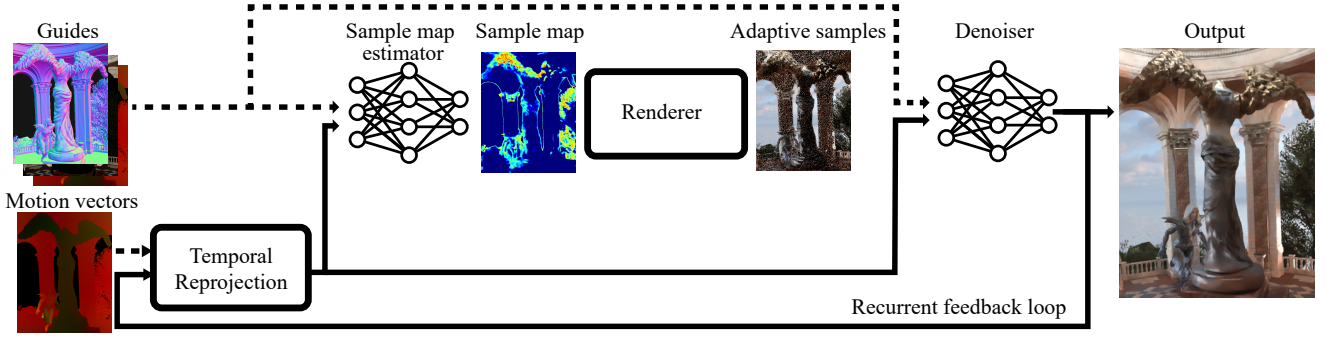 Guides
Sample map
estimator
Sample map
Adaptive samples
Denoiser
Output
Renderer
Motion vectors
Temporal
Reprojection
Recurrent feedback loop